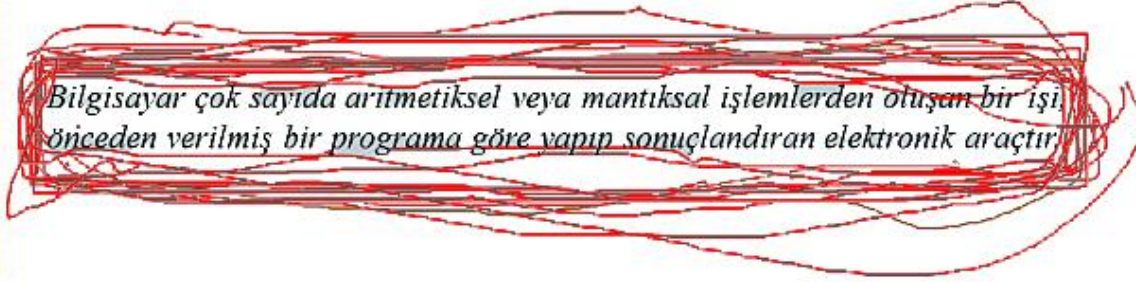 Bilgisayar çok sayıda aritmetiksel veya mantıksal işlemlerden oluşan bir işi,
önceden verilmiş bir programa göre yapıp sonuçlandıran elektronik araçtır.